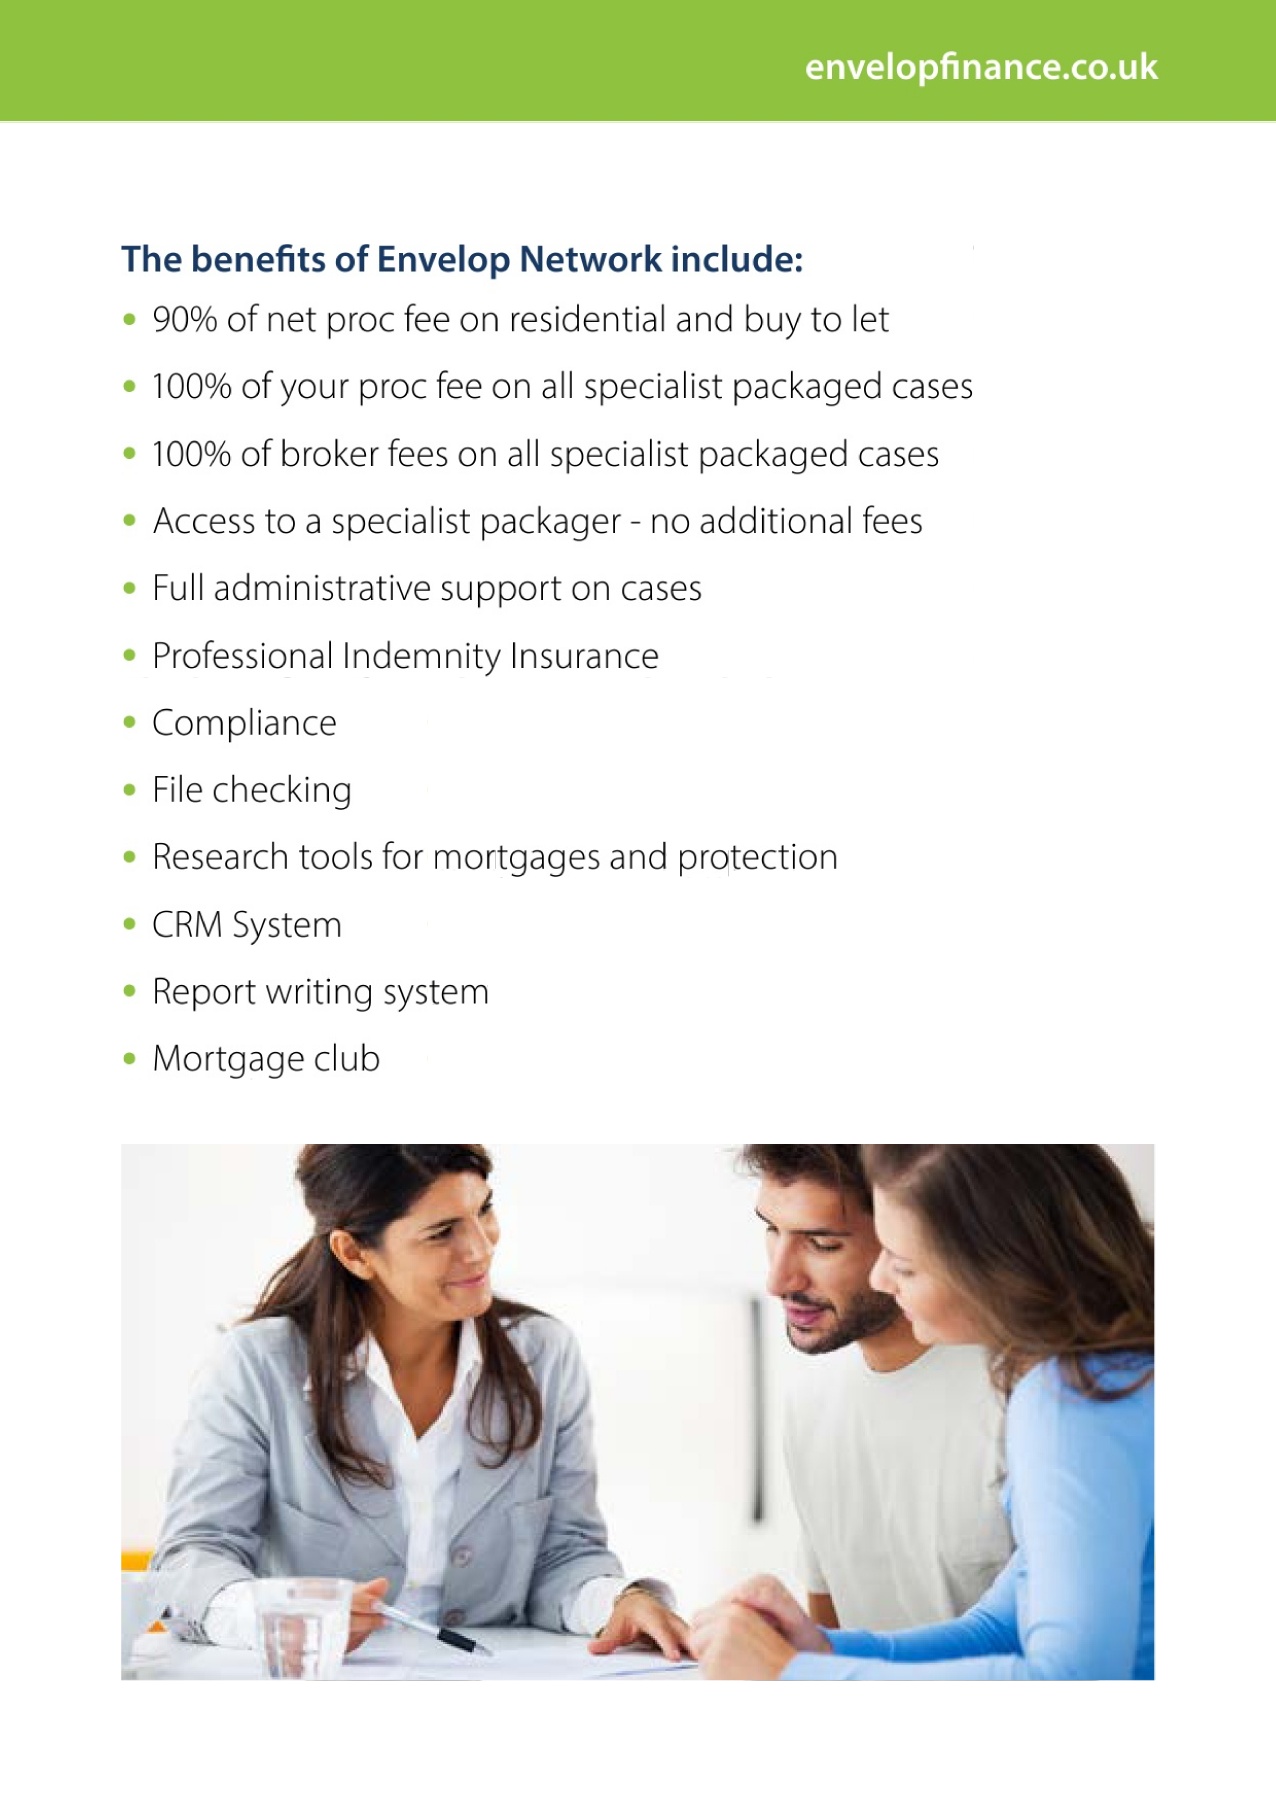 envelopfinance.co.uk
The benefits of Envelop Network include:
• 90% of net proc fee on residential and buy to let
• 100% of your proc fee on all specialist packaged cases
• 100% of broker fees on all specialist packaged cases
• Access to a specialist packager - no additional fees
• Full administrative support on cases
• Professional Indemnity Insurance
• Compliance
• File checking
• Research tools for mortgages and protection
• CRM System
• Report writing system
• Mortgage club